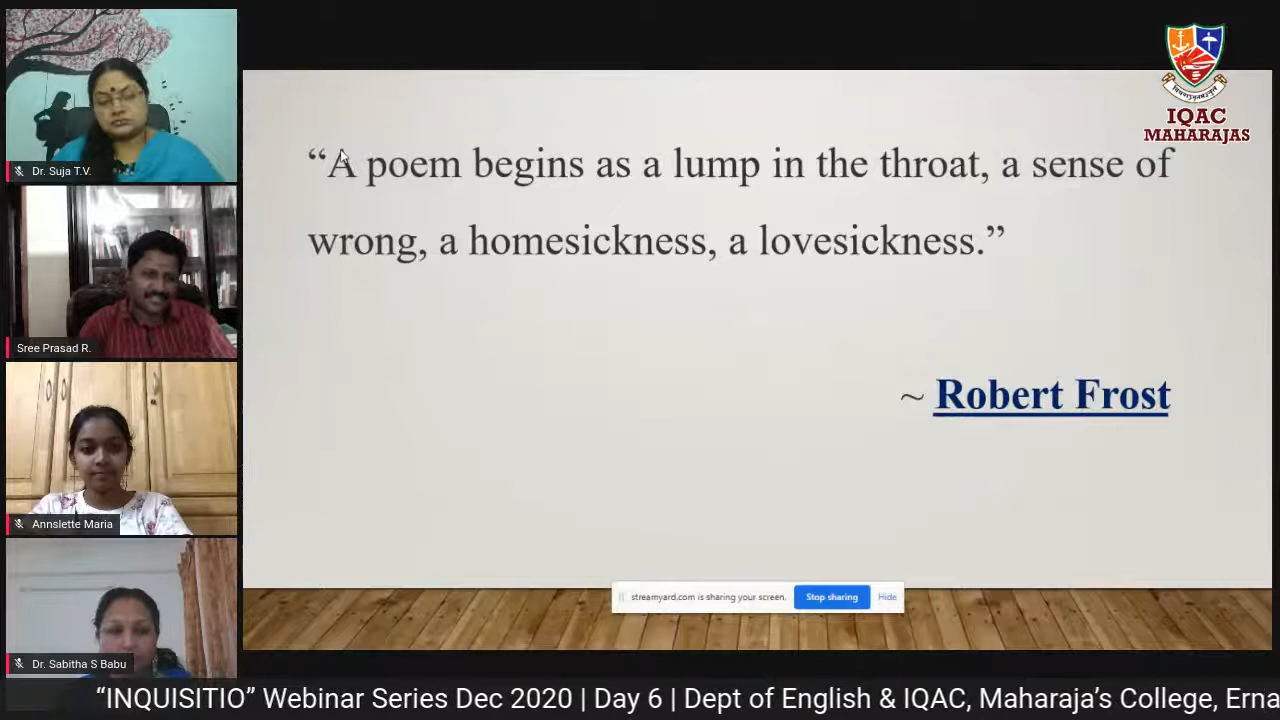 Dr. Suja T.V.
Sree Prasad R.
Annslette Maria
Dr. Sabitha S Babu
“A poem begins as a lump in the throat, a sense of
wrong, a homesickness, a lovesickness.”
~ Robert Frost
IQAC
MAHARAJAS
streamyard.com is sharing your screen.
Stop sharing
Hide
“INQUISITIO” Webinar Series Dec 2020 | Day 6 | Dept of English & IQAC, Maharaja’s College, Erna